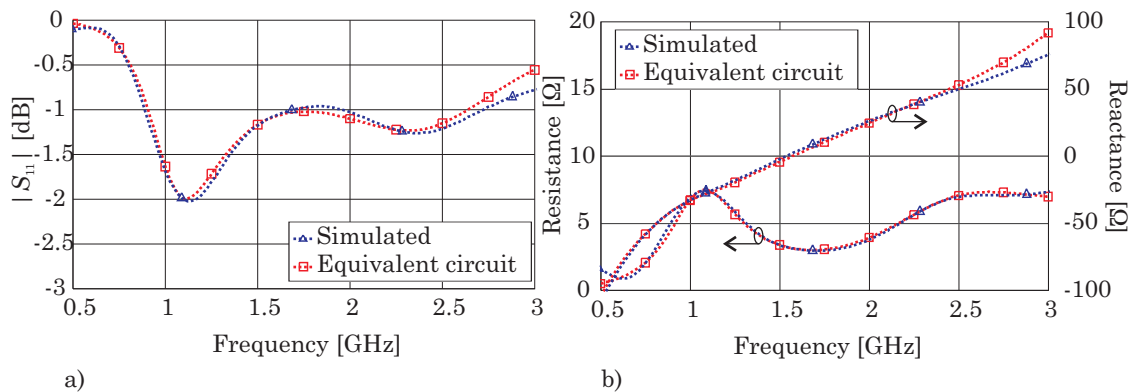 0
-0.5
-1
-1.5
-2
-2.5
-3
| S₁₁ | [dB]
0.5
1
1.5
2
2.5
3
Frequency [GHz]
Simulated
Equivalent circuit
a)
20
15
10
5
0
Resistance [Ω]
100
50
0
-50
-100
Reactance [Ω]
0.5
1
1.5
2
2.5
3
Frequency [GHz]
Simulated
Equivalent circuit
b)